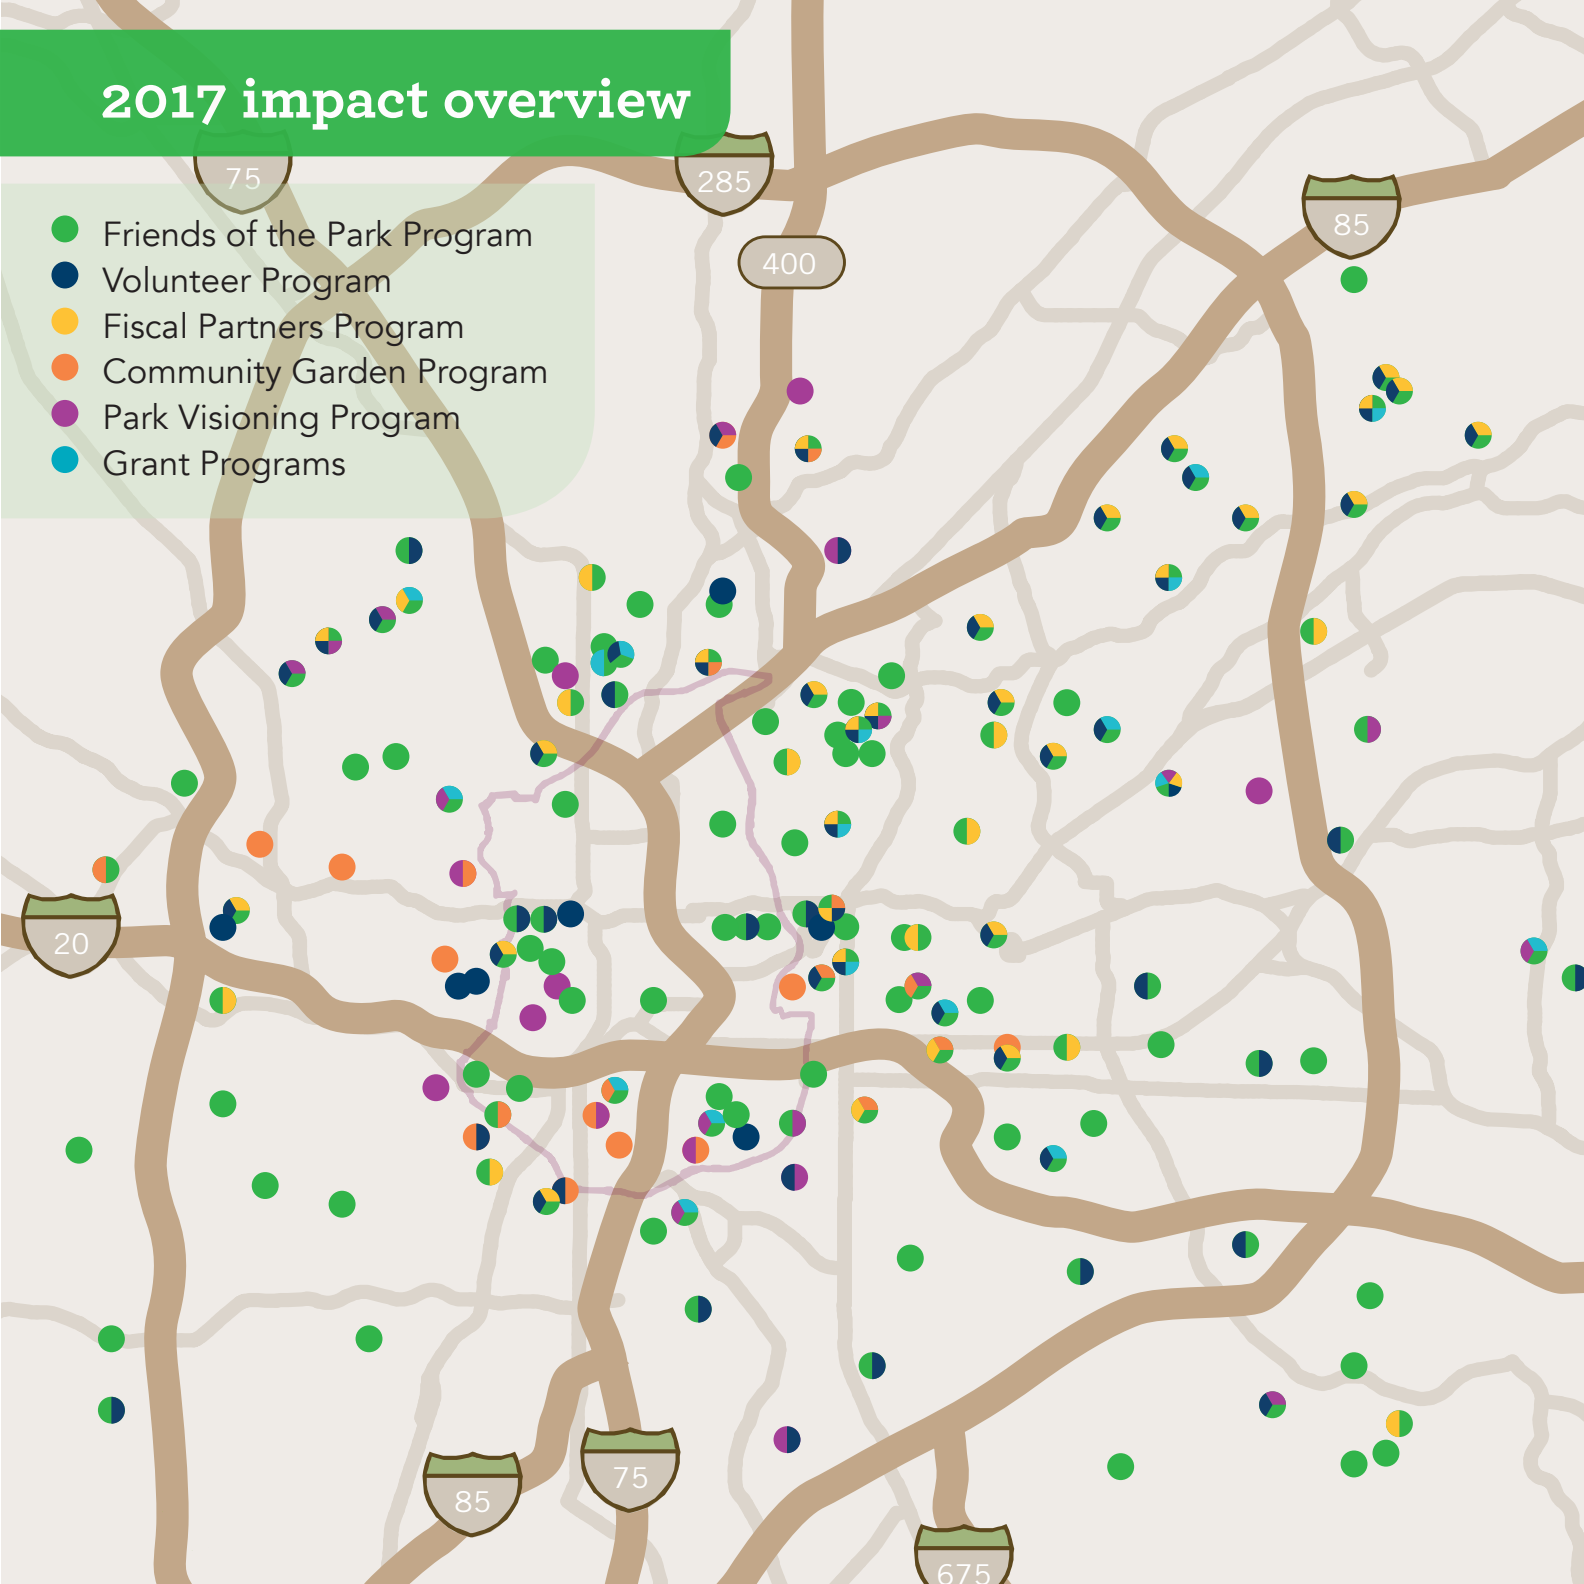 2017 impact overview
75
285
85
400
Friends of the Park Program
Volunteer Program
Fiscal Partners Program
Community Garden Program
Park Visioning Program
Grant Programs
20
75
85
675